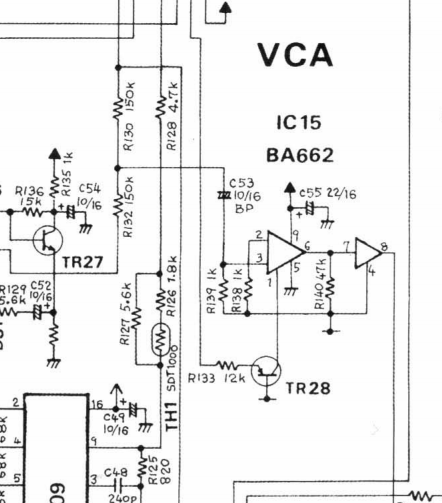 VCA
IC15
BA662
R130 150k
R128 4.7k
R135 1k
R136
15k
C54
10/16
+
R132 150k
C53
10/16
BP
C55 22/16
+
9
2
3
6
7
8
5
1
4
TR27
R129
5.6k
C52
10/16
+
R127 5.6k
R126 1.8k
R139 1k
R138 1k
R140 47k
SDT1000
TH1
R133 12k
TR28
2
16
C49
10/16
+
4
9
5
3
C48
240p
R125
820
68k
68k
09